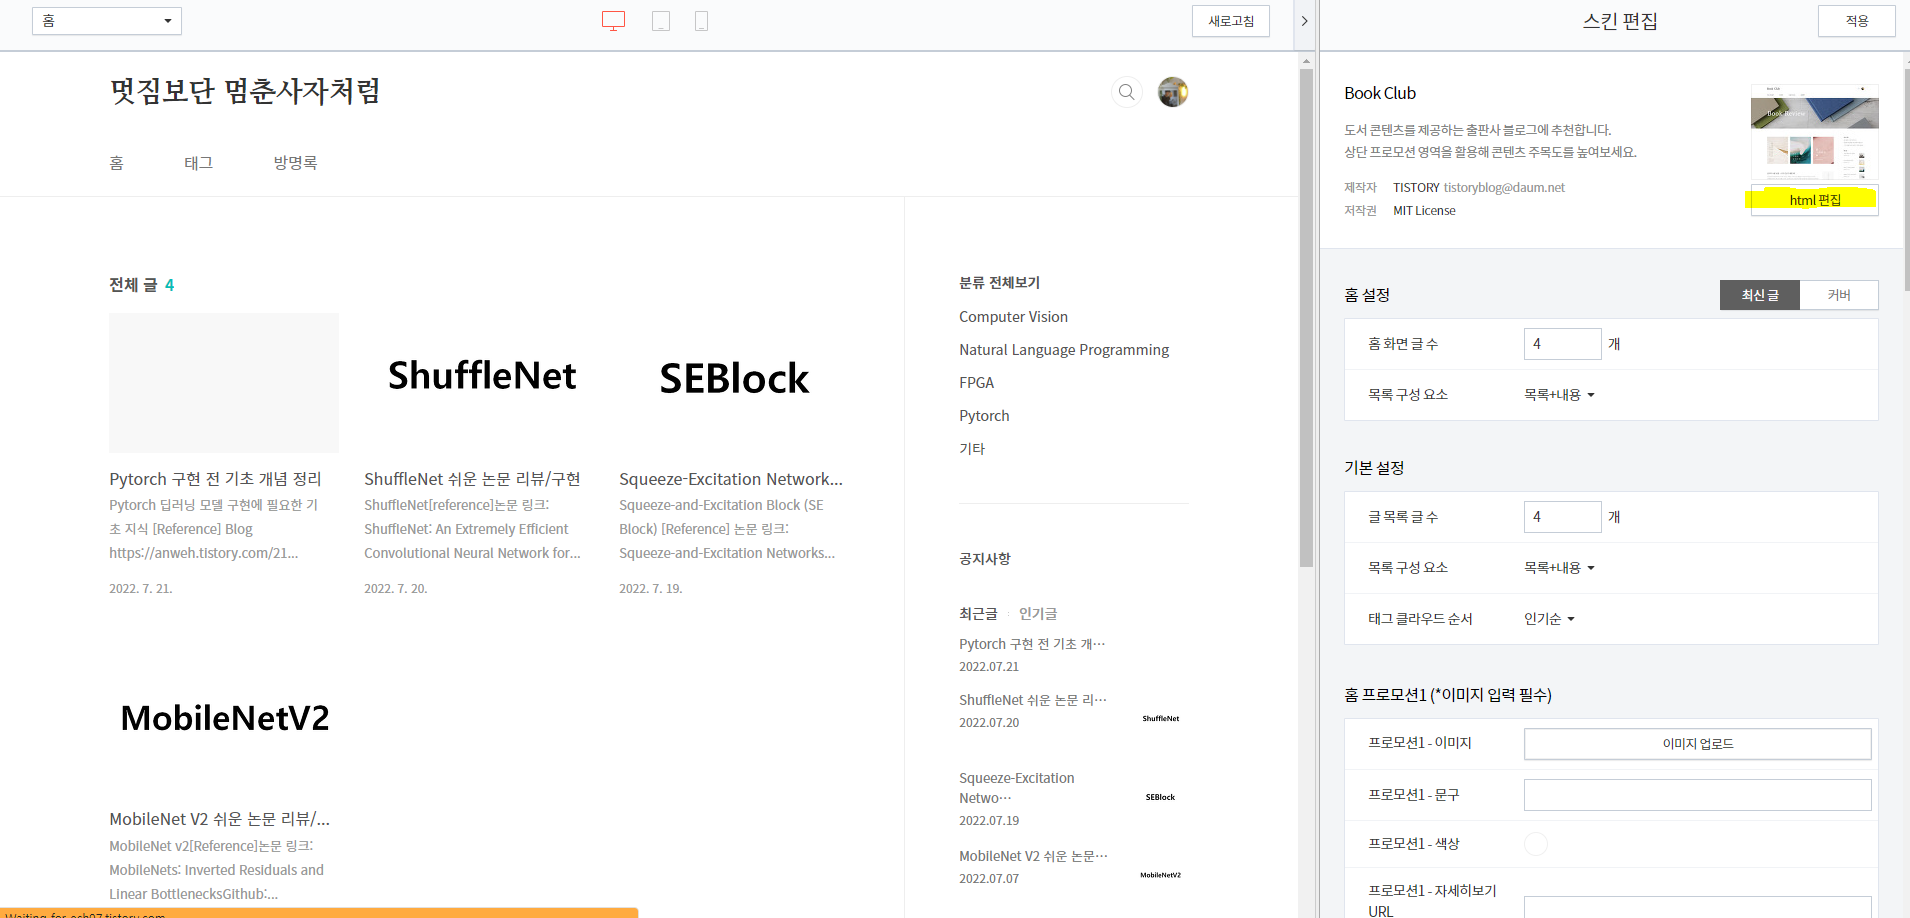 홈
새로고침
스킨 편집
적용
멋짐보단 멈춘사자처럼
홈 태그 방명록
전체 글 4
ShuffleNet
SEBlock
Pytorch 구현 전 기초 개념 정리
Pytorch 딥러닝 모델 구현에 필요한 기
초 지식 [Reference] Blog
https://anweh.tistory.com/21...
2022. 7. 21.
ShuffleNet 쉬운 논문 리뷰/구현
ShuffleNet[reference]논문 링크:
ShuffleNet: An Extremely Efficient
Convolutional Neural Network for...
2022. 7. 20.
Squeeze-Excitation Network...
Squeeze-and-Excitation Block (SE
Block) [Reference] 논문 링크:
Squeeze-and-Excitation Networks...
2022. 7. 19.
MobileNetV2
MobileNet V2 쉬운 논문 리뷰/...
MobileNet v2[Reference]논문 링크:
MobileNets: Inverted Residuals and
Linear BottlenecksGithub:...
분류 전체보기
Computer Vision
Natural Language Programming
FPGA
Pytorch
기타
공지사항
최근글 인기글
Pytorch 구현 전 기초 개…
2022.07.21
ShuffleNet 쉬운 논문 리…
2022.07.20
ShuffleNet
Squeeze-Excitation
Netwo…
2022.07.19
SEBlock
MobileNet V2 쉬운 논문…
2022.07.07
MobileNetV2
Book Club
도서 콘텐츠를 제공하는 출판사 블로그에 추천합니다.
상단 프로모션 영역을 활용해 콘텐츠 주목도를 높여보세요.
제작자 TISTORY tistoryblog@daum.net
저작권 MIT License
Book Review
html 편집
홈 설정
최신 글 커버
홈 화면 글 수 4 개
목록 구성 요소 목록+내용
기본 설정
글 목록 글 수 4 개
목록 구성 요소 목록+내용
태그 클라우드 순서 인기순
홈 프로모션1 (*이미지 입력 필수)
프로모션1 - 이미지 이미지 업로드
프로모션1 - 문구
프로모션1 - 색상
프로모션1 - 자세히보기
URL